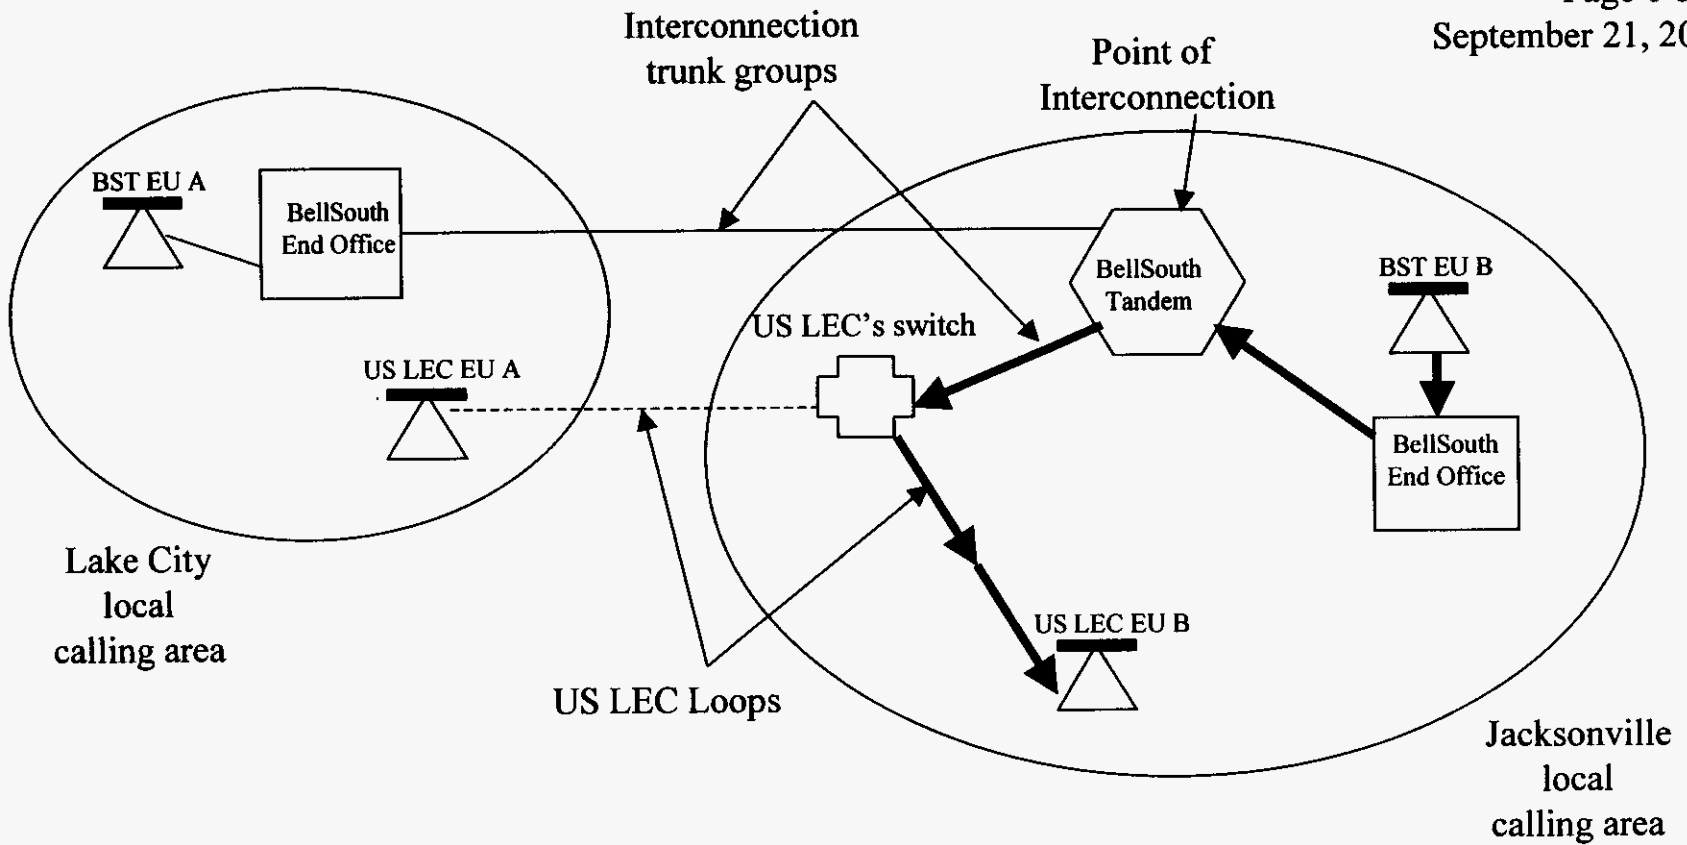 September 21,
Interconnection
trunk groups
Point of
Interconnection
BST EU A
BellSouth
End Office
BellSouth
Tandem
BST EU B
US LEC's switch
US LEC EU A
BellSouth
End Office
Lake City
local
calling area
US LEC EU B
US LEC Loops
Jacksonville
local
calling area